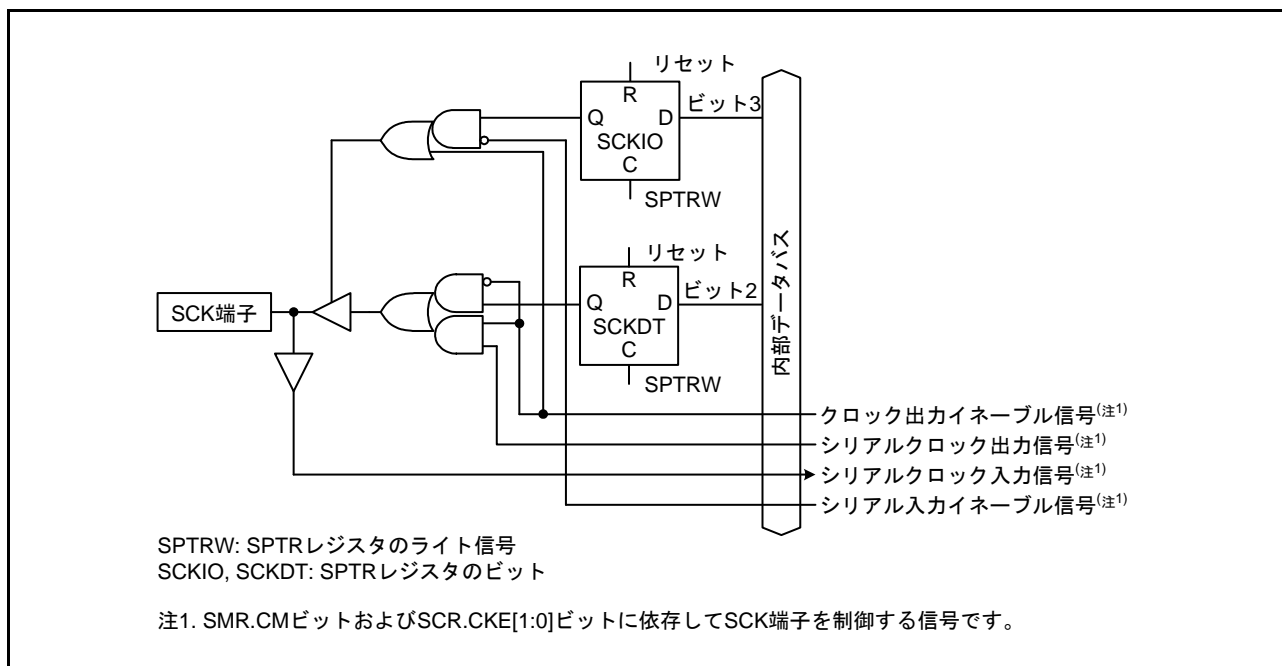 リセット
R
ビット3
Q
D
SCKIO
C
SPTRW
リセット
R
ビット2
Q
D
SCKDT
C
SPTRW
SCK端子
内部データバス
クロック出力イネーブル信号(注1)
シリアルクロック出力信号(注1)
シリアルクロック入力信号(注1)
シリアル入力イネーブル信号(注1)
SPTRW: SPTRレジスタのライト信号
SCKIO, SCKDT: SPTRレジスタのビット
注1. SMR.CMビットおよびSCR.CKE[1:0]ビットに依存してSCK端子を制御する信号です。